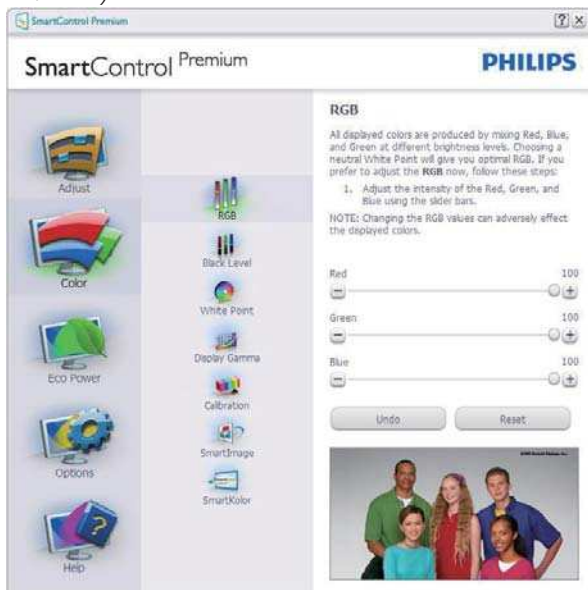 SmartControl Premium
SmartControl Premium
PHILIPS
Adjust
Color
Eco Power
Options
Help
RGB
Black Level
White Point
Display Gamma
Calibration
SmartImage
SmartKolor
RGB
All displayed colors are produced by mixing Red, Blue,
and Green at different brightness levels. Choosing a
neutral White Point will give you optimal RGB. If you
prefer to adjust the RGB now, follow these steps:
1. Adjust the intensity of the Red, Green, and
Blue using the slider bars.
NOTE: Changing the RGB values can adversely effect
the displayed colors.
Red 100
Green 100
Blue 100
Undo Reset